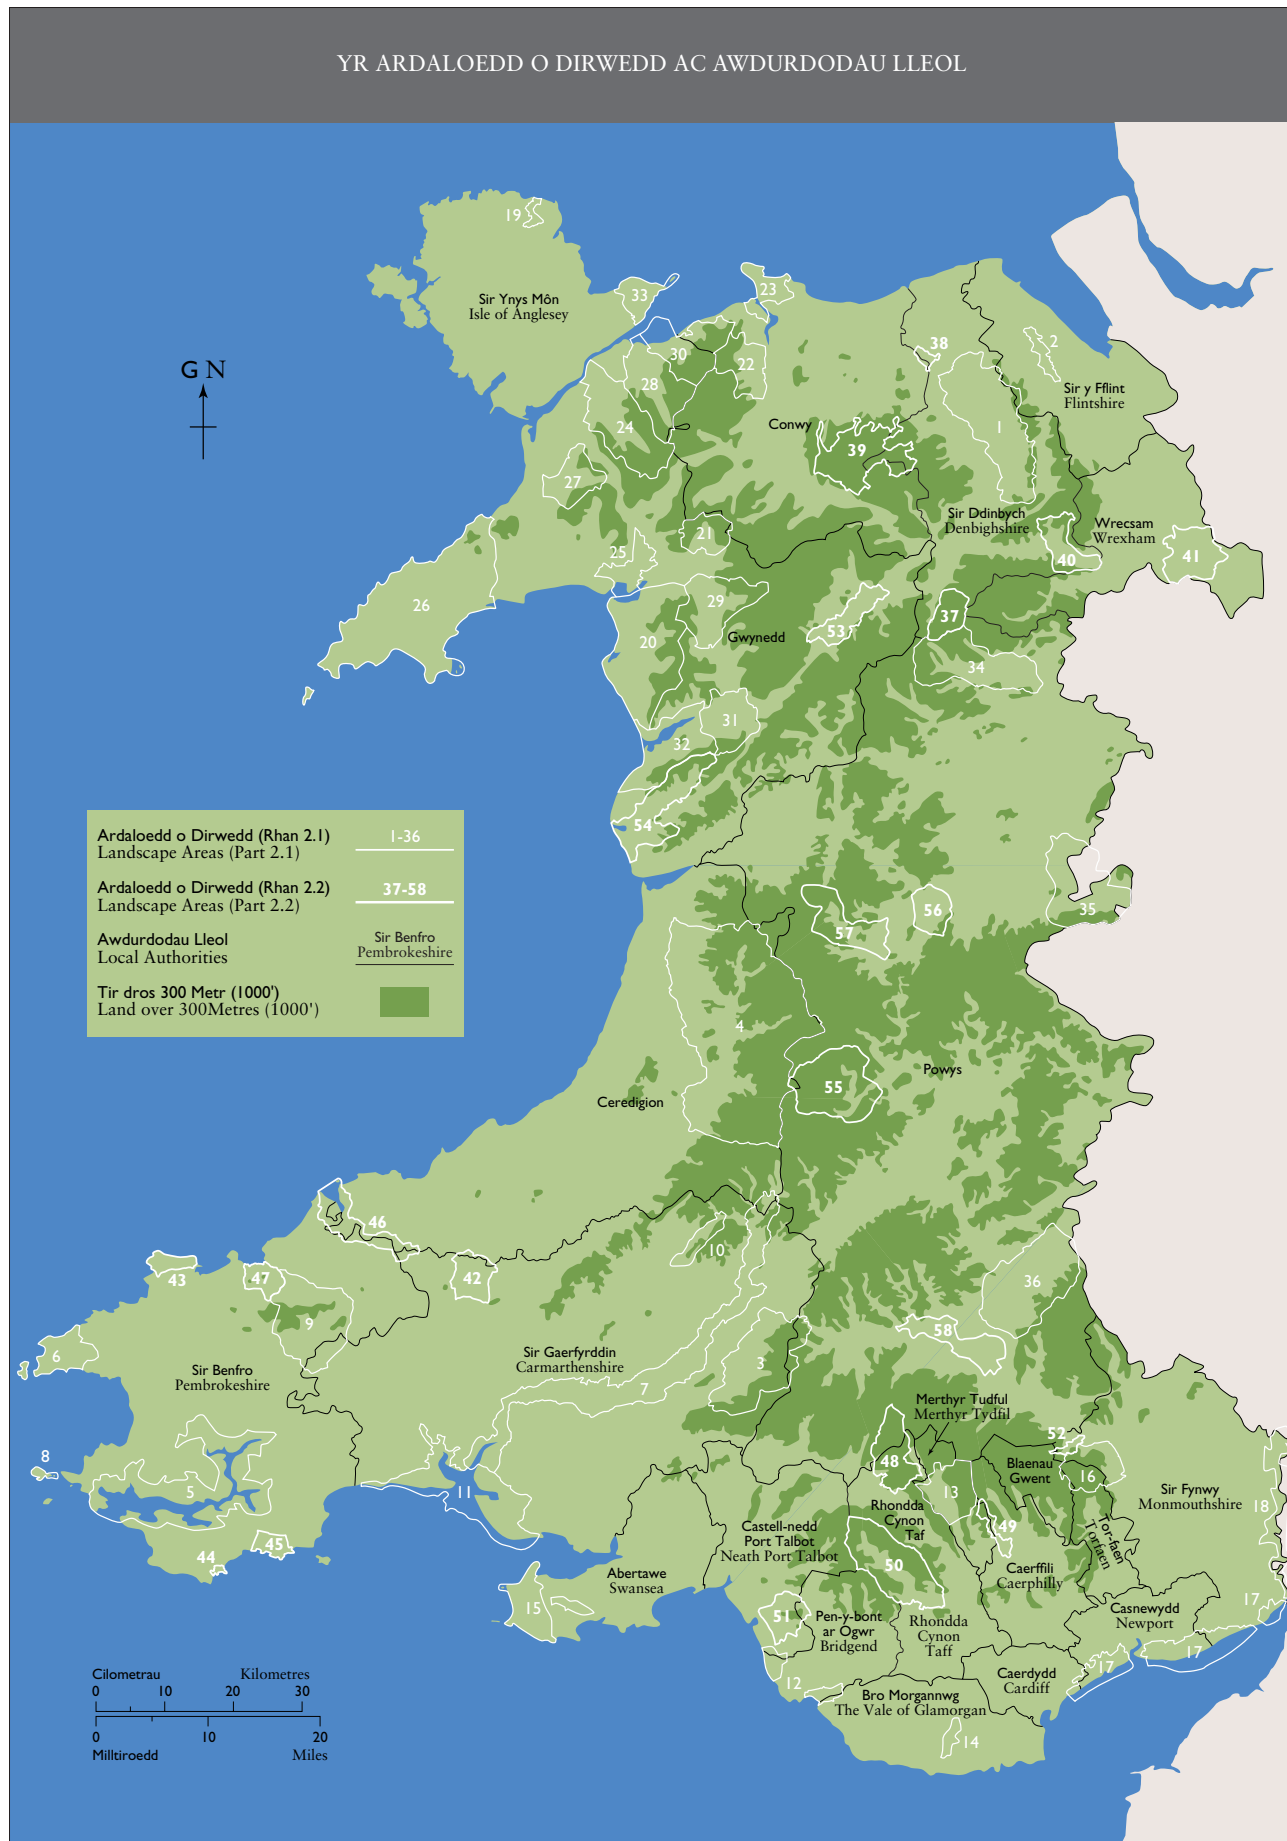 YR ARDALOEDD O DIRWEDD AC AWDURDODAU LLEOL
19
23
33
Sir Ynys Môn
Isle of Anglesey
G N
38
2
30
22
28
Sir y Fflint
Flintshire
24
Conwy
1
39
27
Sir Ddinbych
Denbighshire
Wrecsam
Wrexham
21
25
40
41
26
29
37
53
Gwynedd
20
34
31
32
54
Ardaloedd o Dirwedd (Rhan 2.1)
Landscape Areas (Part 2.1)
1-36
Ardaloedd o Dirwedd (Rhan 2.2)
Landscape Areas (Part 2.2)
37-58
Awdurdodau Lleol
Local Authorities
Sir Benfro
Pembrokeshire
Tir dros 300 Metr (1000')
Land over 300Metres (1000')
56
35
57
4
Powys
55
Ceredigion
46
10
43
47
42
36
9
58
6
Sir Gaerfyrddin
Carmarthenshire
3
Sir Benfro
Pembrokeshire
7
Merthyr Tudful
Merthyr Tydfil
52
8
48
Blaenau
Gwent
16
5
11
13
Sir Fynwy
Monmouthshire
18
Rhondda
Cynon
Taf
49
Castell-nedd
Port Talbot
Neath Port Talbot
Tor-faen
Torfaen
45
44
50
Caerffili
Caerphilly
Abertawe
Swansea
15
51
Pen-y-bont
ar Ogwr
Bridgend
Rhondda
Cynon
Taff
Casnewydd
Newport
17
17
17
Caerdydd
Cardiff
12
Bro Morgannwg
The Vale of Glamorgan
14
Cilometrau Kilometres
0 10 20 30
0 10 20
Milltiroedd Miles